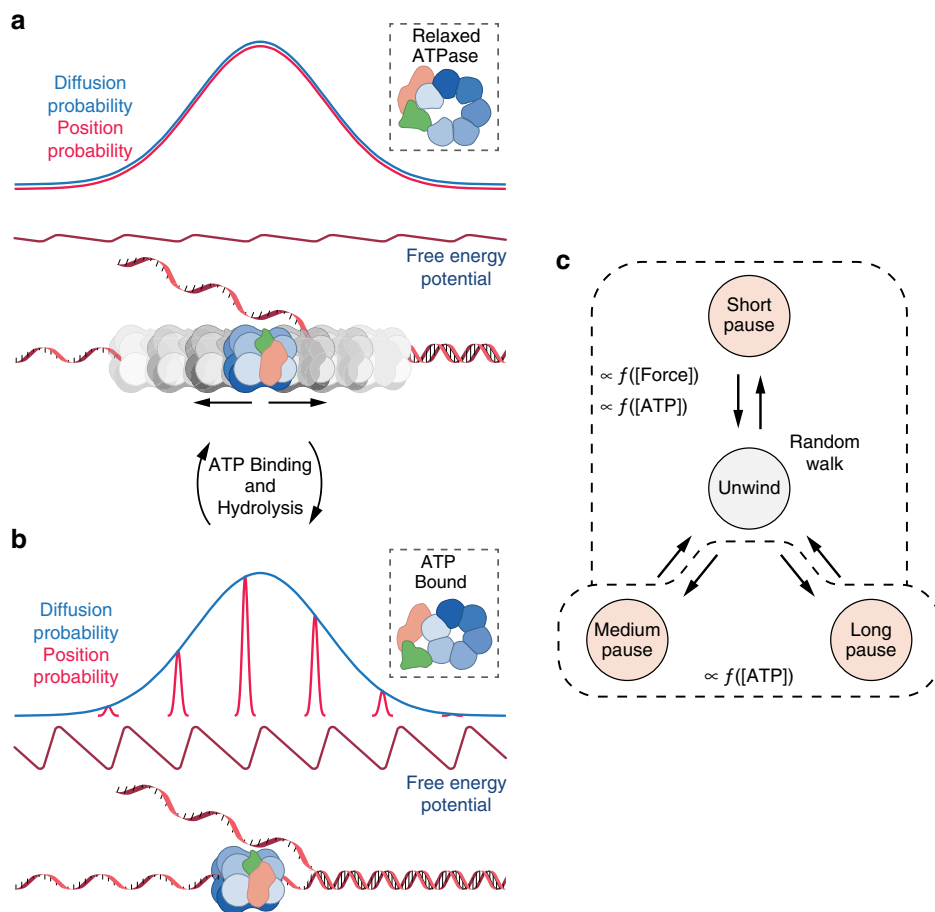 a
Relaxed
ATPase
Diffusion
probability
Position
probability
Free energy
potential
ATP Binding
and
Hydrolysis
b
ATP
Bound
Diffusion
probability
Position
probability
Free energy
potential
c
Short
pause
∝ f([Force])
∝ f([ATP])
Random
walk
Unwind
Medium
pause
Long
pause
∝ f([ATP])